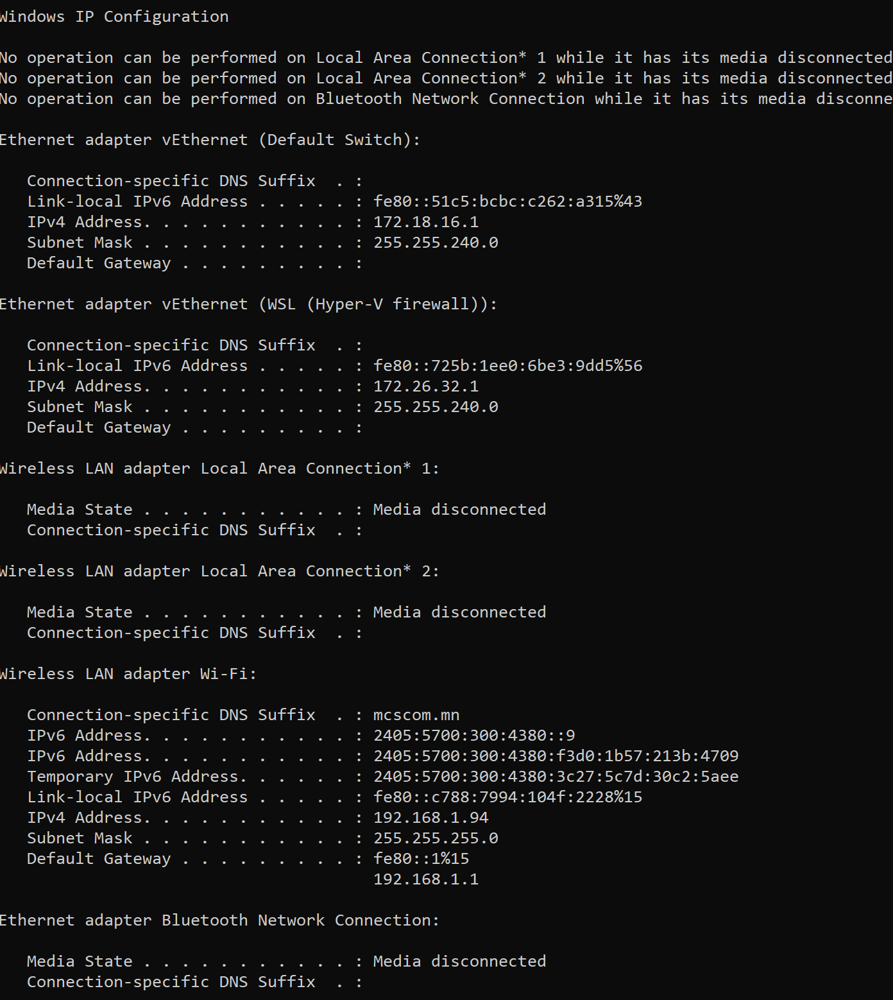 Windows IP Configuration
No operation can be performed on Local Area Connection* 1 while it has its media disconnected
No operation can be performed on Local Area Connection* 2 while it has its media disconnected
No operation can be performed on Bluetooth Network Connection while it has its media disconne
Ethernet adapter vEthernet (Default Switch):
Connection-specific DNS Suffix  . :
Link-local IPv6 Address . . . . . : fe80::51c5:bcbc:c262:a315%43
IPv4 Address. . . . . . . . . . . : 172.18.16.1
Subnet Mask . . . . . . . . . . . : 255.255.240.0
Default Gateway . . . . . . . . . :
Ethernet adapter vEthernet (WSL (Hyper-V firewall)):
Connection-specific DNS Suffix  . :
Link-local IPv6 Address . . . . . : fe80::725b:1ee0:6be3:9dd5%56
IPv4 Address. . . . . . . . . . . : 172.26.32.1
Subnet Mask . . . . . . . . . . . : 255.255.240.0
Default Gateway . . . . . . . . . :
Wireless LAN adapter Local Area Connection* 1:
Media State . . . . . . . . . . . : Media disconnected
Connection-specific DNS Suffix  . :
Wireless LAN adapter Local Area Connection* 2:
Media State . . . . . . . . . . . : Media disconnected
Connection-specific DNS Suffix  . :
Wireless LAN adapter Wi-Fi:
Connection-specific DNS Suffix  . : mcscom.mn
IPv6 Address. . . . . . . . . . . : 2405:5700:300:4380::9
IPv6 Address. . . . . . . . . . . : 2405:5700:300:4380:f3d0:1b57:213b:4709
Temporary IPv6 Address. . . . . . : 2405:5700:300:4380:3c27:5c7d:30c2:5aee
Link-local IPv6 Address . . . . . : fe80::c788:7994:104f:2228%15
IPv4 Address. . . . . . . . . . . : 192.168.1.94
Subnet Mask . . . . . . . . . . . : 255.255.255.0
Default Gateway . . . . . . . . . : fe80::1%15
192.168.1.1
Ethernet adapter Bluetooth Network Connection:
Media State . . . . . . . . . . . : Media disconnected
Connection-specific DNS Suffix  . :